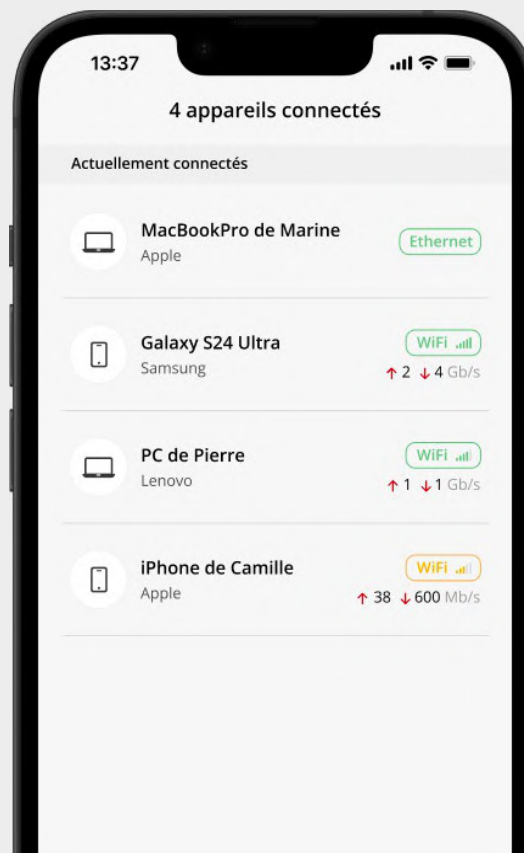 13:37
4 appareils connectés
Actuellement connectés
MacBookPro de Marine
Apple
Ethernet
Galaxy S24 Ultra
Samsung
WiFi
↑ 2 ↓ 4 Gb/s
PC de Pierre
Lenovo
WiFi
↑ 1 ↓ 1 Gb/s
iPhone de Camille
Apple
WiFi
↑ 38 ↓ 600 Mb/s